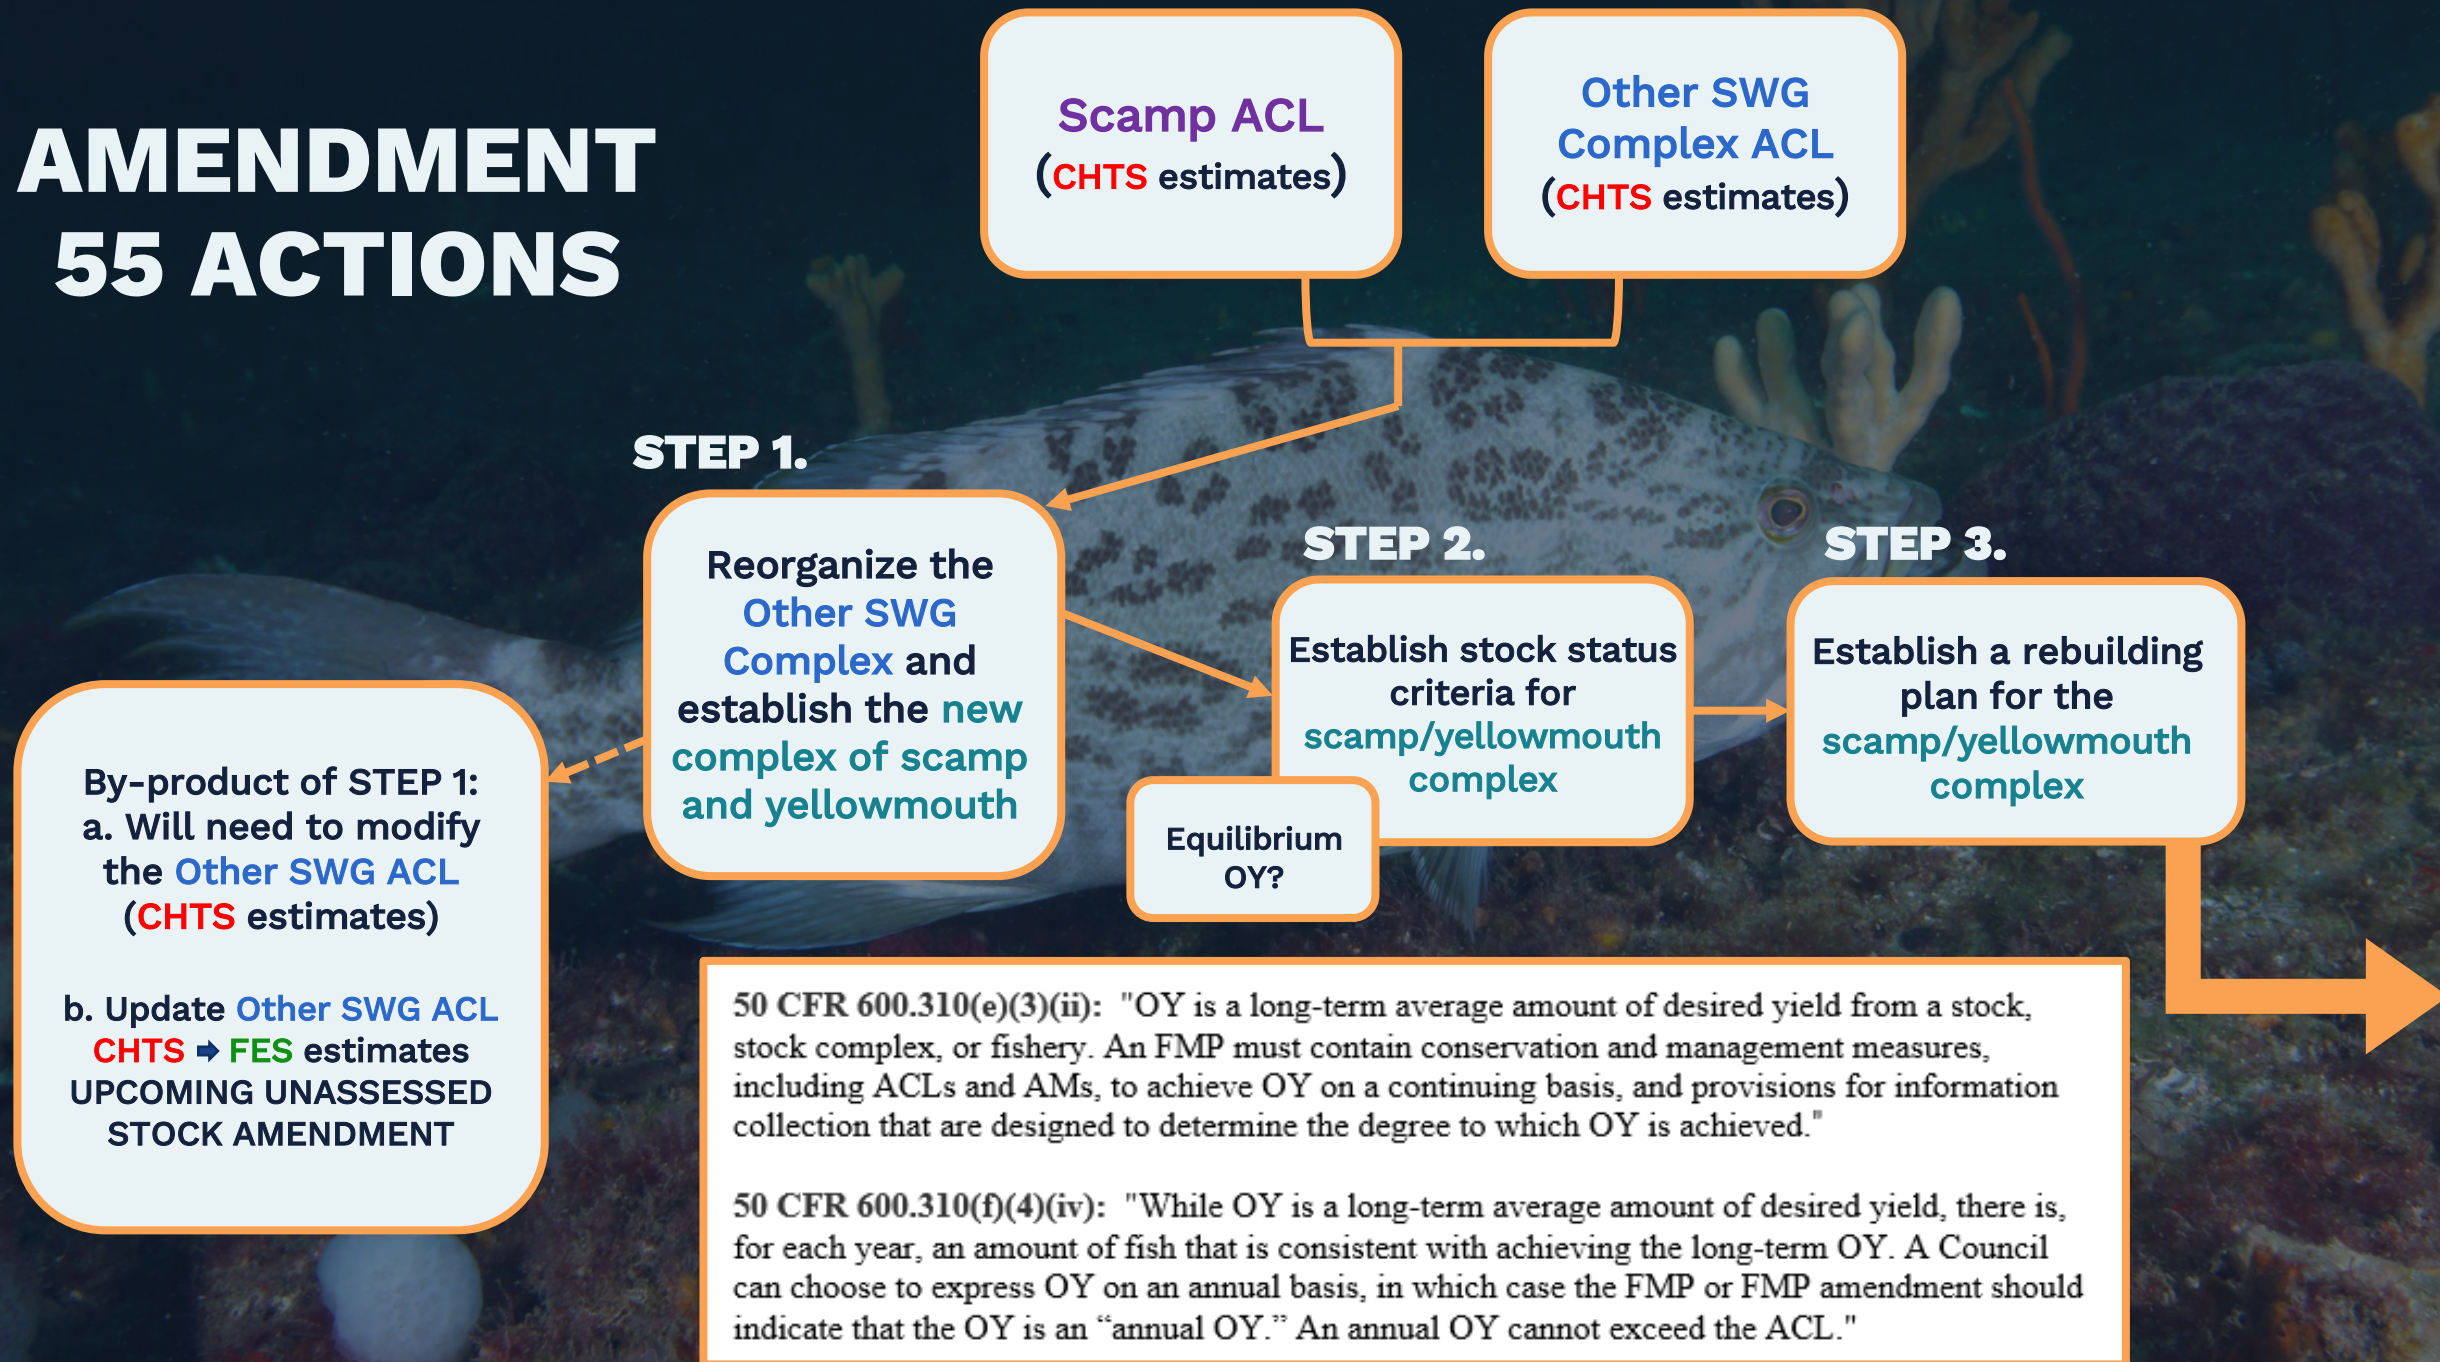 AMENDMENT
55 ACTIONS
Scamp ACL
(CHTS estimates)
Other SWG
Complex ACL
(CHTS estimates)
STEP 1.
Reorganize the
Other SWG
Complex and
establish the new
complex of scamp
and yellowmouth
STEP 2.
Establish stock status
criteria for
scamp/yellowmouth
complex
Equilibrium
OY?
STEP 3.
Establish a rebuilding
plan for the
scamp/yellowmouth
complex
By-product of STEP 1:
a. Will need to modify
the Other SWG ACL
(CHTS estimates)
b. Update Other SWG ACL
CHTS ➡ FES estimates
UPCOMING UNASSESSED
STOCK AMENDMENT
50 CFR 600.310(e)(3)(ii): "OY is a long-term average amount of desired yield from a stock,
stock complex, or fishery. An FMP must contain conservation and management measures,
including ACLs and AMs, to achieve OY on a continuing basis, and provisions for information
collection that are designed to determine the degree to which OY is achieved."
50 CFR 600.310(f)(4)(iv): "While OY is a long-term average amount of desired yield, there is,
for each year, an amount of fish that is consistent with achieving the long-term OY. A Council
can choose to express OY on an annual basis, in which case the FMP or FMP amendment should
indicate that the OY is an “annual OY.” An annual OY cannot exceed the ACL."